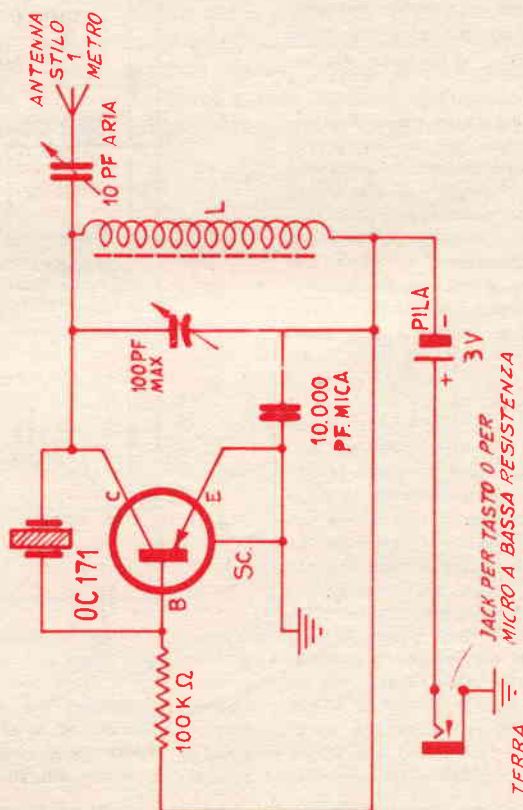 ANTENNA
STILO
1
METRO
10 PF ARIA
L
100PF
MAX
PILA
3V
+
-
10.000
PF. MICA
C
E
B
SC.
OC171
100KΩ
JACK PER TASTO O PER
MICRO A BASSA RESISTENZA
TERRA